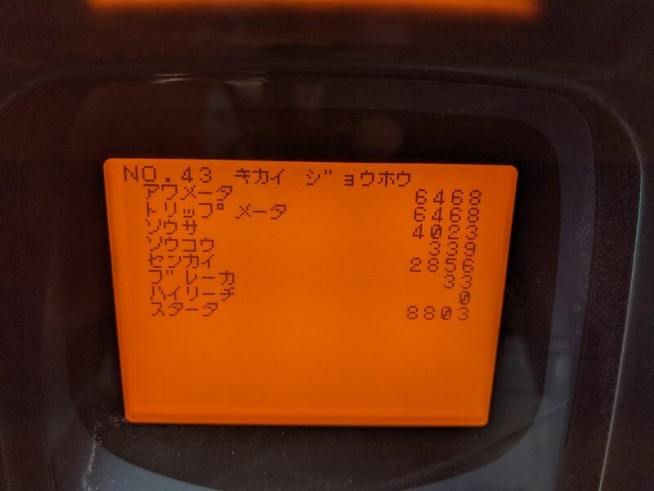 NO.43 キカイ ジョウホウ
アワメータ 6468
トリップメータ 6468
ソウサ 4023
ソウコウ 339
センカイ 2856
ブレーカ 33
ハイリーチ 0
スタータ 8803